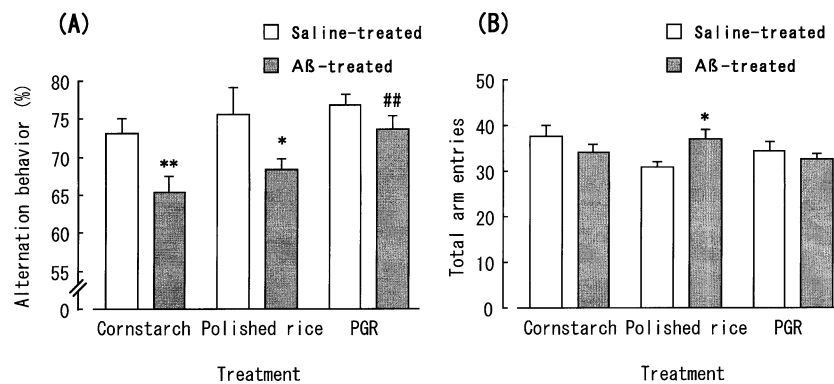 (A)
Saline-treated
Aß-treated
Alternation behavior (%)
80
75
70
65
60
55
0
**
*
##
Cornstarch Polished rice PGR
Treatment
(B)
Saline-treated
Aß-treated
Total arm entries
50
40
30
20
10
0
*
Cornstarch Polished rice PGR
Treatment